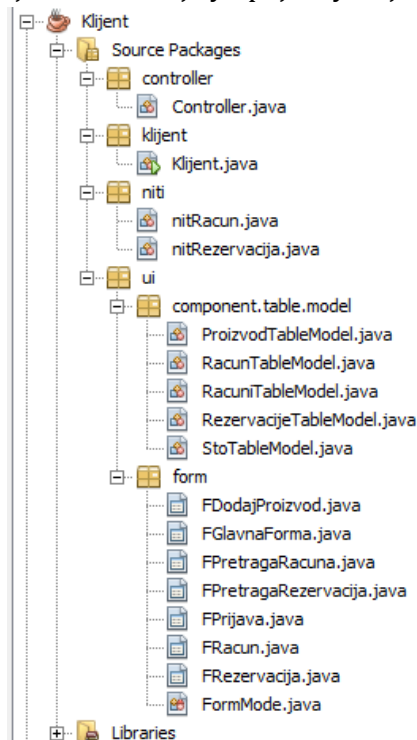 Klijent
Source Packages
controller
Controller.java
klijent
Klijent.java
niti
nitRacun.java
nitRezervacija.java
ui
component.table.model
ProizvodTableModel.java
RacunTableModel.java
RacuniTableModel.java
RezervacijeTableModel.java
StoTableModel.java
form
FDodajProizvod.java
FGlavnaForma.java
FPretragaRacuna.java
FPretragaRezervacija.java
FPrijava.java
FRacun.java
FRezervacija.java
FormMode.java
Libraries